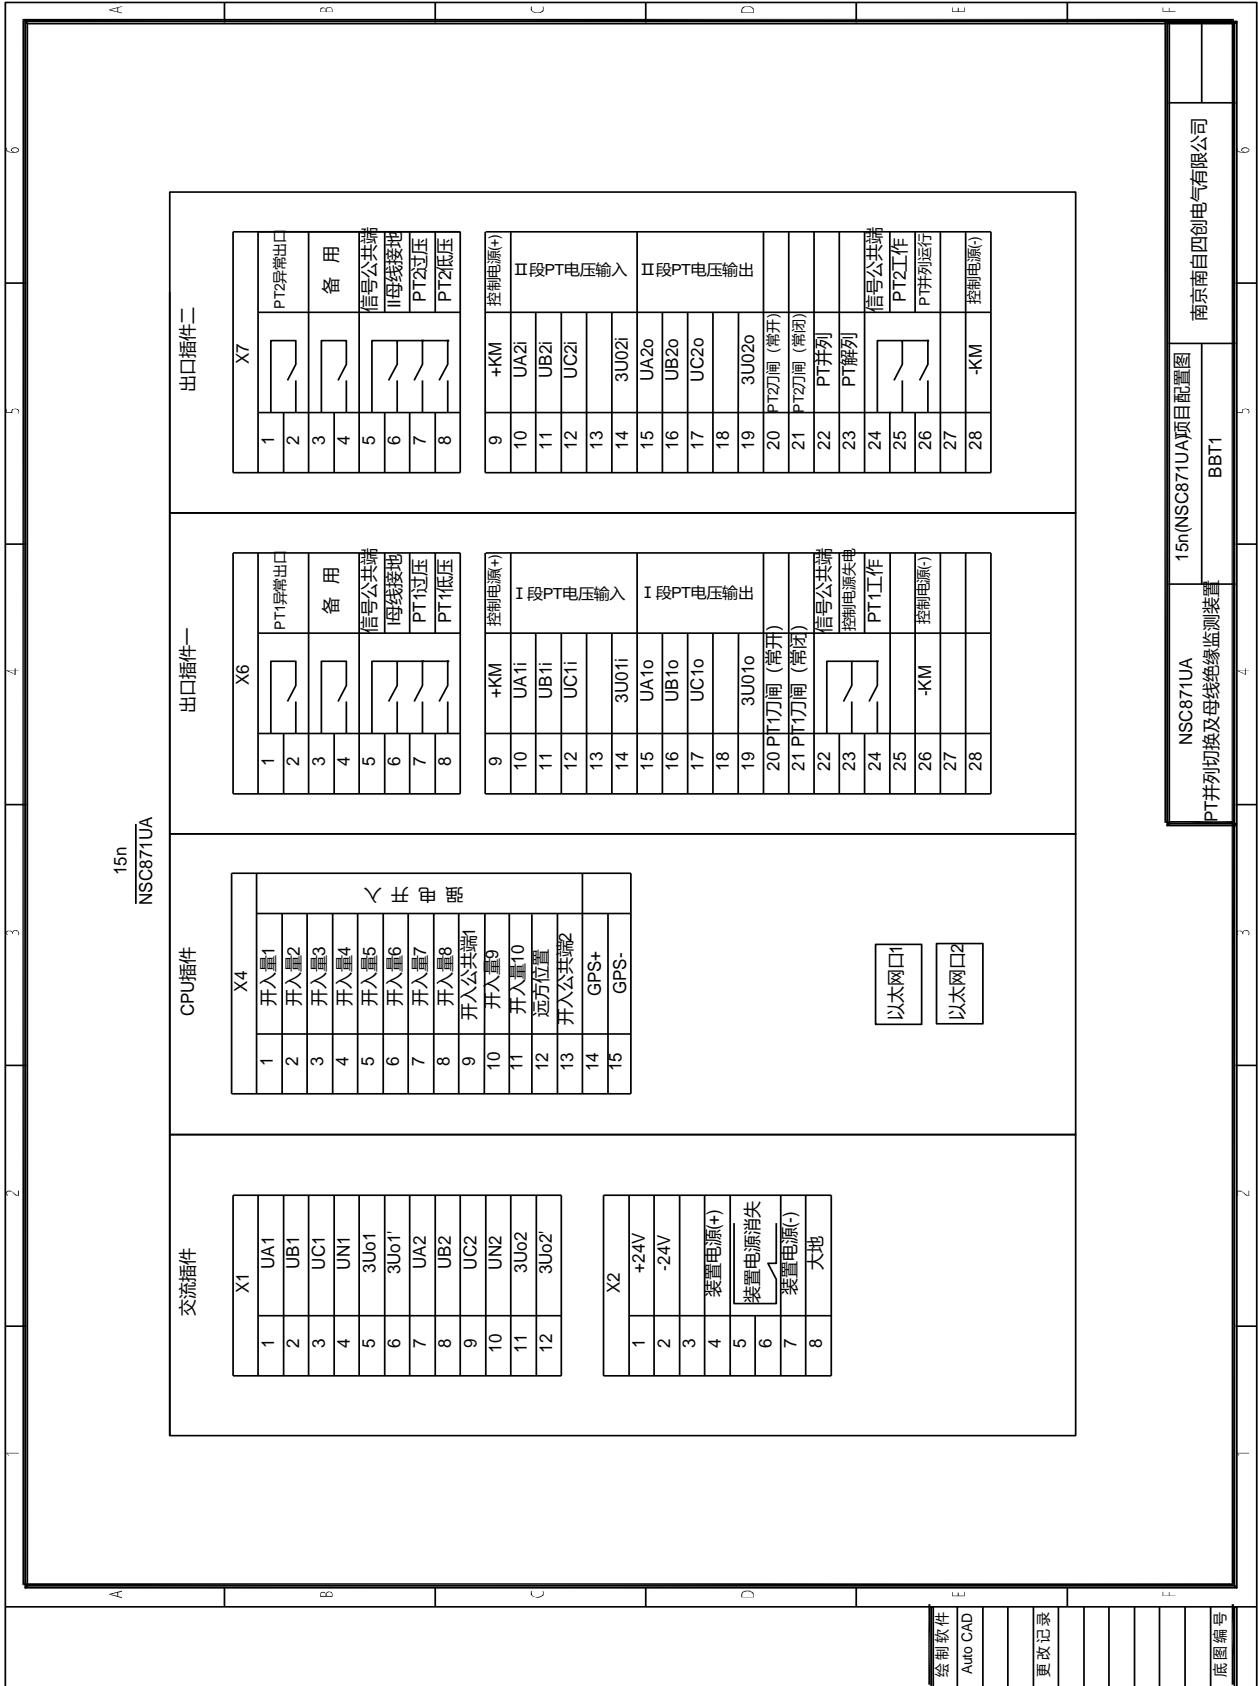 15n
NSC871UA
交流插件
X1
1 UA1
2 UB1
3 UC1
4 UN1
5 3Uo1
6 3Uo1'
7 UA2
8 UB2
9 UC2
10 UN2
11 3Uo2
12 3Uo2'
X2
1 +24V
2 -24V
3
4 装置电源(+)
5 装置电源消失
6
7 装置电源(-)
8 大地
CPU插件
X4
1 开入量1
2 开入量2
3 开入量3
4 开入量4
5 开入量5
6 开入量6
7 开入量7
8 开入量8
9 开入公共端1
10 开入量9
11 开入量10
12 远方位置
13 开入公共端2
14 GPS+
15 GPS-
强电开入
以太网口1
以太网口2
出口插件一
X6
1 PT1异常出口
2
3 备用
4
5 信号公共端
6 I母线接地
7 PT1过压
8 PT1低压
9 +KM 控制电源(+)
10 UA1i I段PT电压输入
11 UB1i
12 UC1i
13
14 3U01i
15 UA1o I段PT电压输出
16 UB1o
17 UC1o
18
19 3U01o
20 PT1刀闸（常开）
21 PT1刀闸（常闭）
22 信号公共端
23 控制电源失电
24 PT1工作
25
26 -KM 控制电源(-)
27
28
出口插件二
X7
1 PT2异常出口
2
3 备用
4
5 信号公共端
6 II母线接地
7 PT2过压
8 PT2低压
9 +KM 控制电源(+)
10 UA2i II段PT电压输入
11 UB2i
12 UC2i
13
14 3U02i
15 UA2o II段PT电压输出
16 UB2o
17 UC2o
18
19 3U02o
20 PT2刀闸（常开）
21 PT2刀闸（常闭）
22 PT并列
23 PT解列
24 信号公共端
25 PT2工作
26 PT并列运行
27
28 -KM 控制电源(-)
NSC871UA
PT并列切换及母线绝缘监测装置
15n(NSC871UA)项目配置图
BBT1
南京南自四创电气有限公司
绘制软件
Auto CAD
更改记录
底图编号
1 2 3 4 5 6
1 2 3 4 5 6
A B C D E F
A B C D E F